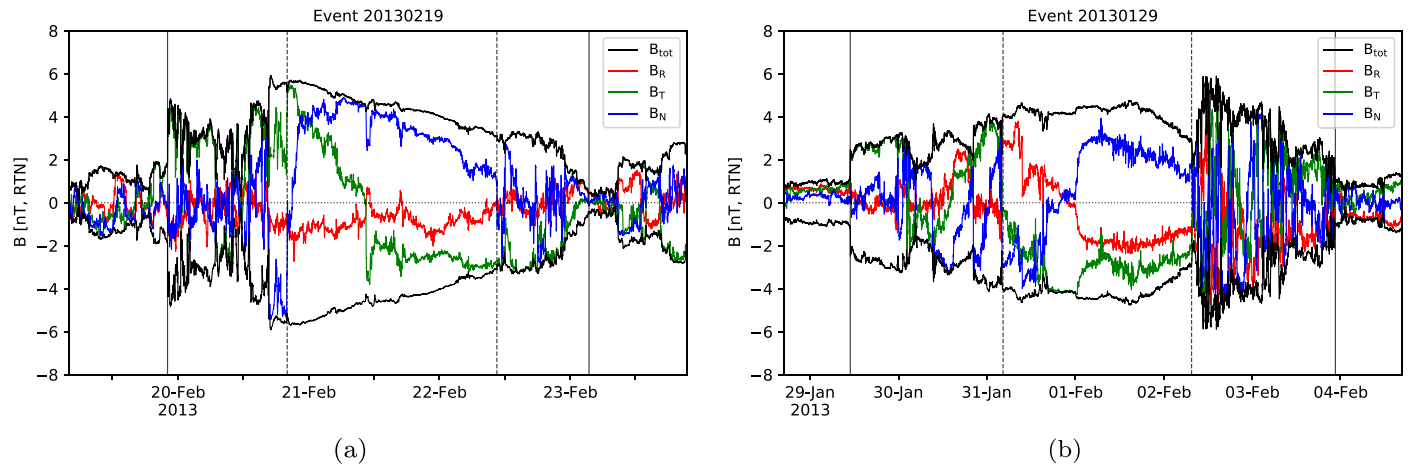 Event 20130219
B [nT, RTN]
8
6
4
2
0
−2
−4
−6
−8
B_tot
B_R
B_T
B_N
20-Feb 21-Feb 22-Feb 23-Feb
2013
(a)
Event 20130129
B [nT, RTN]
8
6
4
2
0
−2
−4
−6
−8
B_tot
B_R
B_T
B_N
29-Jan 30-Jan 31-Jan 01-Feb 02-Feb 03-Feb 04-Feb
2013
(b)